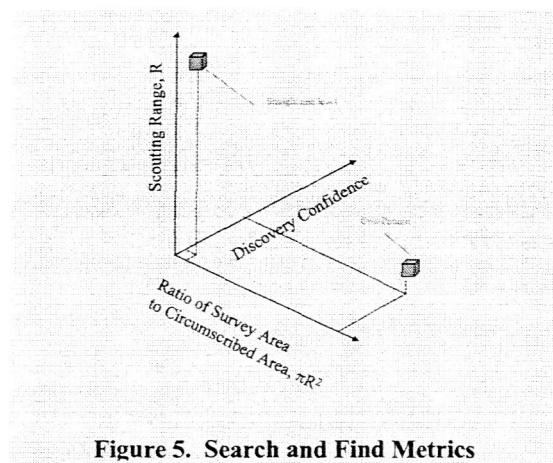 Scouting Range, R
Discovery Confidence
Ratio of Survey Area
to Circumscribed Area, πR²
Figure 5. Search and Find Metrics